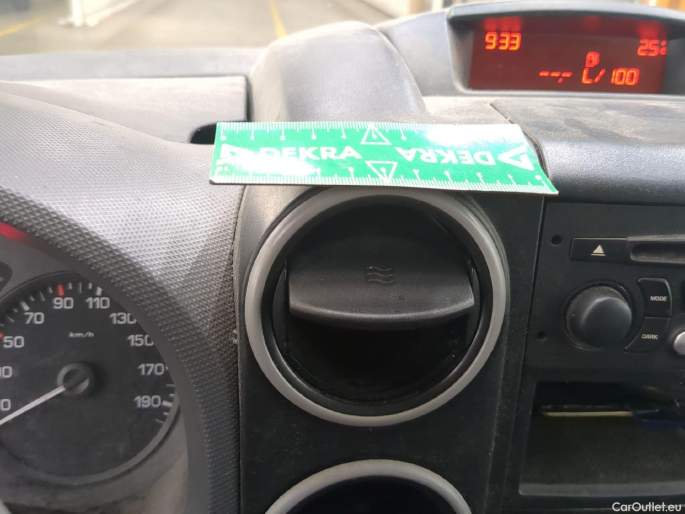 9:33
25°
--,- L/100
DEKRA
DEKRA
MODE
DARK
70 90 110 130 150 170 190
50
km/h
CarOutlet.eu